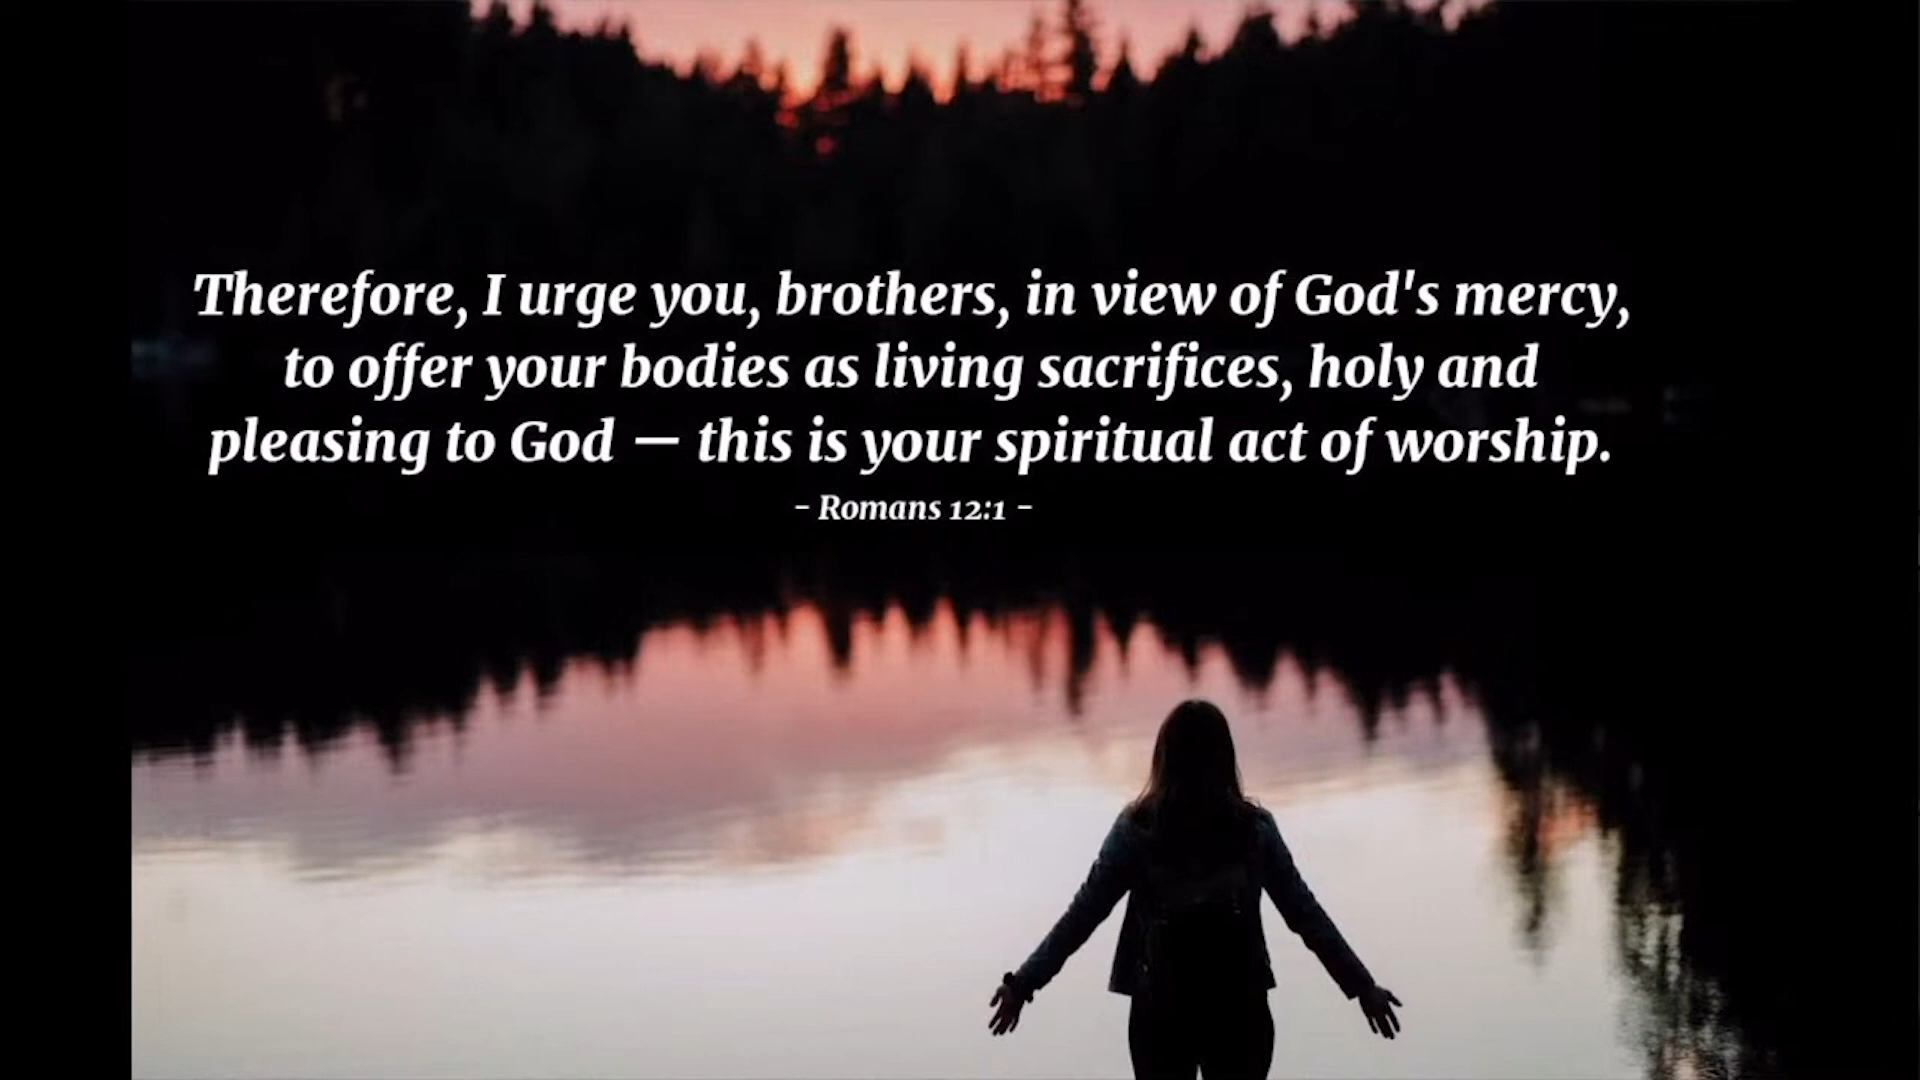 Therefore, I urge you, brothers, in view of God's mercy,
to offer your bodies as living sacrifices, holy and
pleasing to God — this is your spiritual act of worship.
- Romans 12:1 -